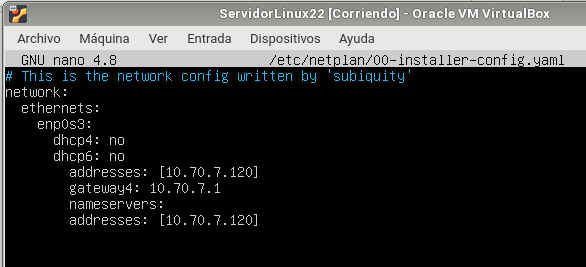 ServidorLinux22 [Corriendo] - Oracle VM VirtualBox
Archivo Máquina Ver Entrada Dispositivos Ayuda
GNU nano 4.8 /etc/netplan/00-installer-config.yaml
# This is the network config written by 'subiquity'
network:
  ethernets:
    enp0s3:
      dhcp4: no
      dhcp6: no
        addresses: [10.70.7.120]
        gateway4: 10.70.7.1
        nameservers:
        addresses: [10.70.7.120]